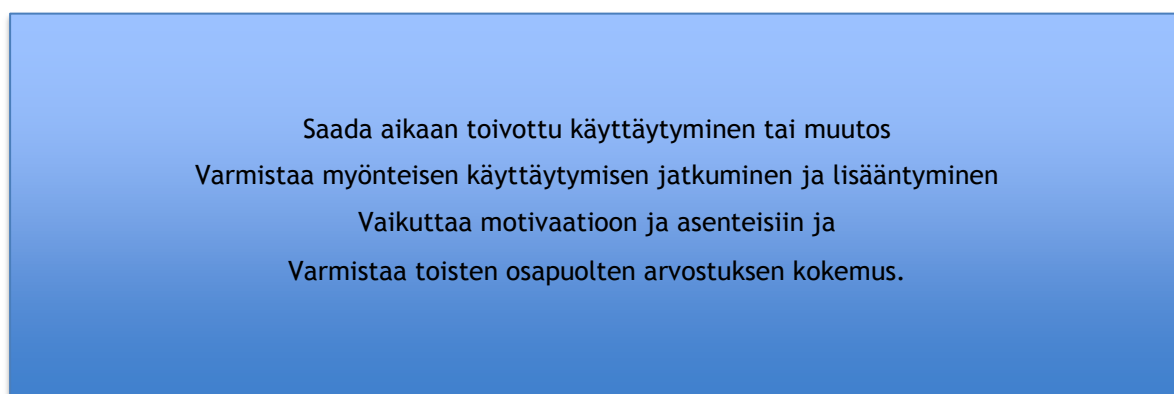 Saada aikaan toivottu käyttäytyminen tai muutos
Varmistaa myönteisen käyttäytymisen jatkuminen ja lisääntyminen
Vaikuttaa motivaatioon ja asenteisiin ja
Varmistaa toisten osapuolten arvostuksen kokemus.